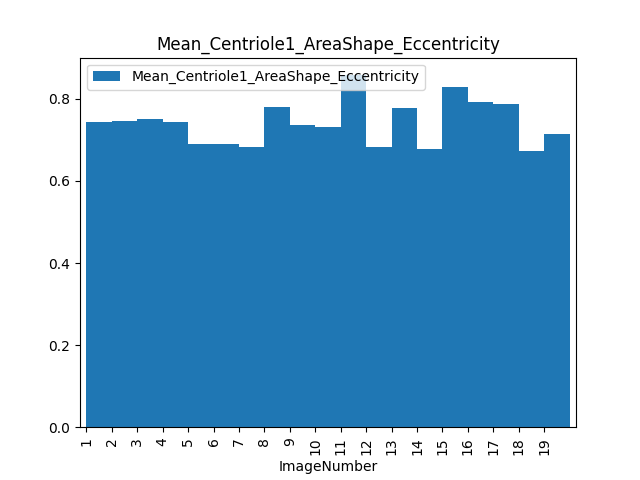 Mean_Centriole1_AreaShape_Eccentricity
Mean_Centriole1_AreaShape_Eccentricity
0.8
0.6
0.4
0.2
0.0
1 2 3 4 5 6 7 8 9 10 11 12 13 14 15 16 17 18 19
ImageNumber